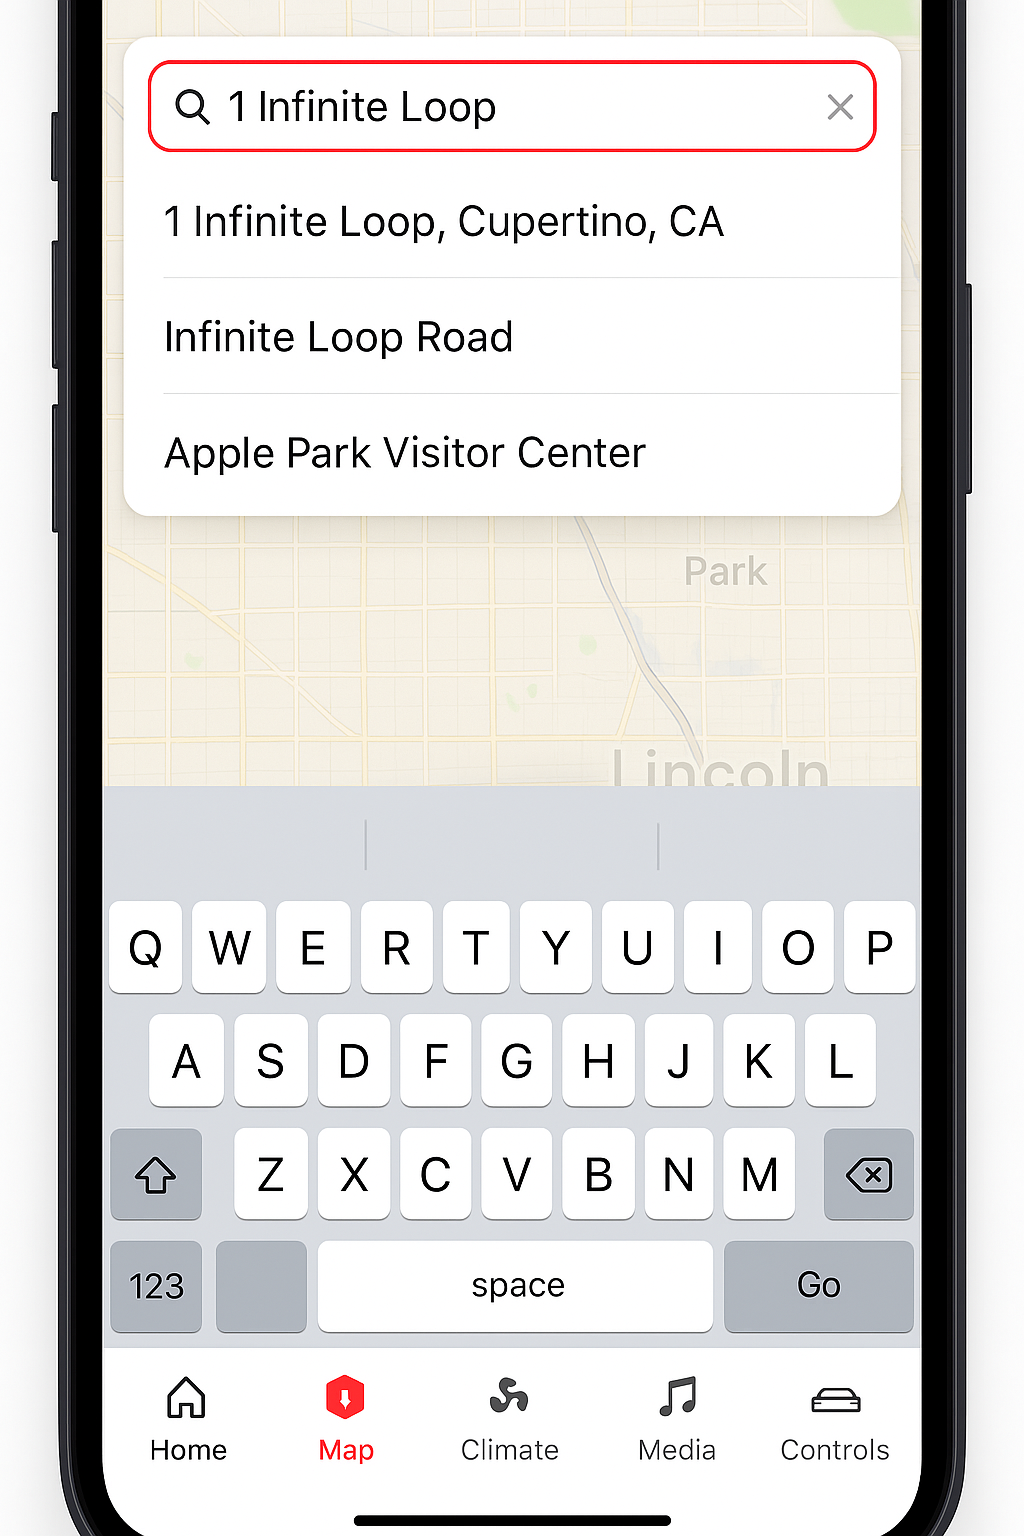 1 Infinite Loop
1 Infinite Loop, Cupertino, CA
Infinite Loop Road
Apple Park Visitor Center
Park
Lincoln
Q W E R T Y U I O P
A S D F G H J K L
Z X C V B N M
123 space Go
Home Map Climate Media Controls